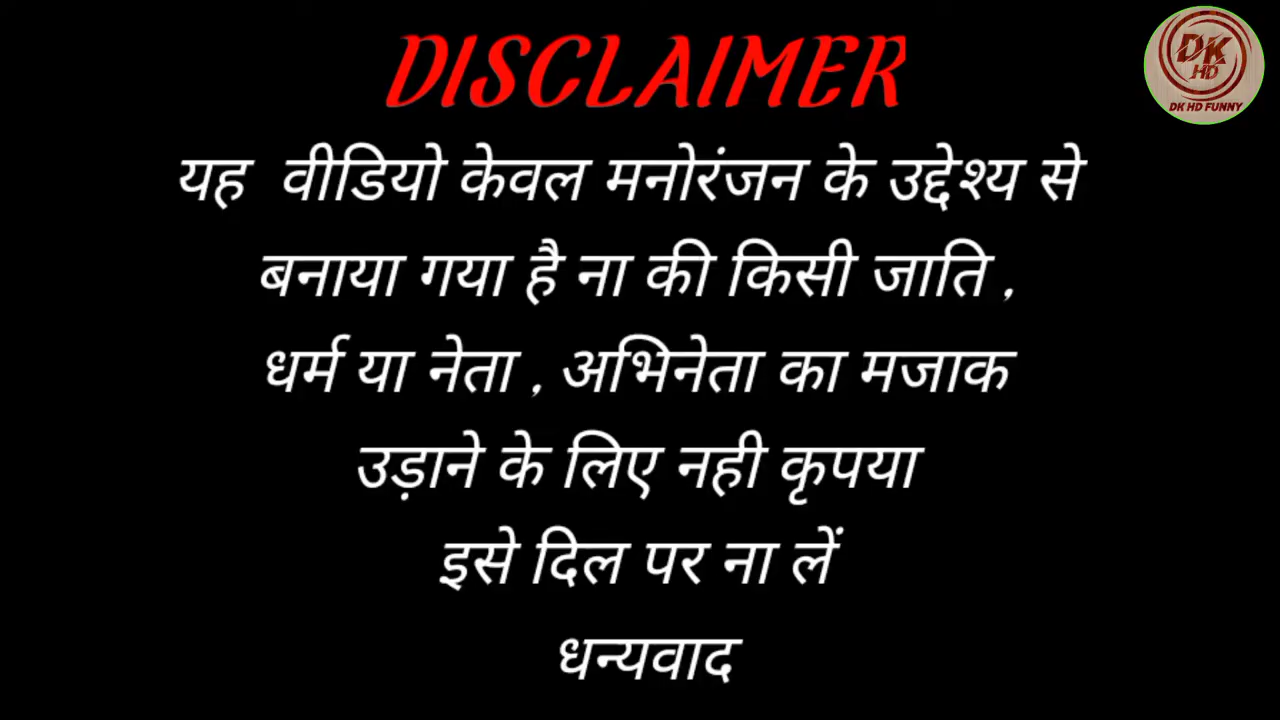 DISCLAIMER
DK
HD
DK HD FUNNY
यह वीडियो केवल मनोरंजन के उद्देश्य से
बनाया गया है ना की किसी जाति ,
धर्म या नेता , अभिनेता का मजाक
उड़ाने के लिए नही कृपया
इसे दिल पर ना लें
धन्यवाद